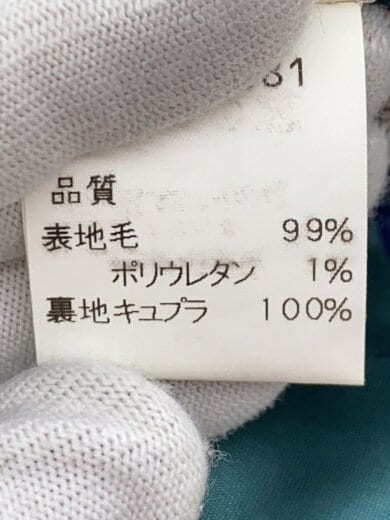 81
品質
表地毛 99%
ポリウレタン 1%
裏地キュプラ 100%